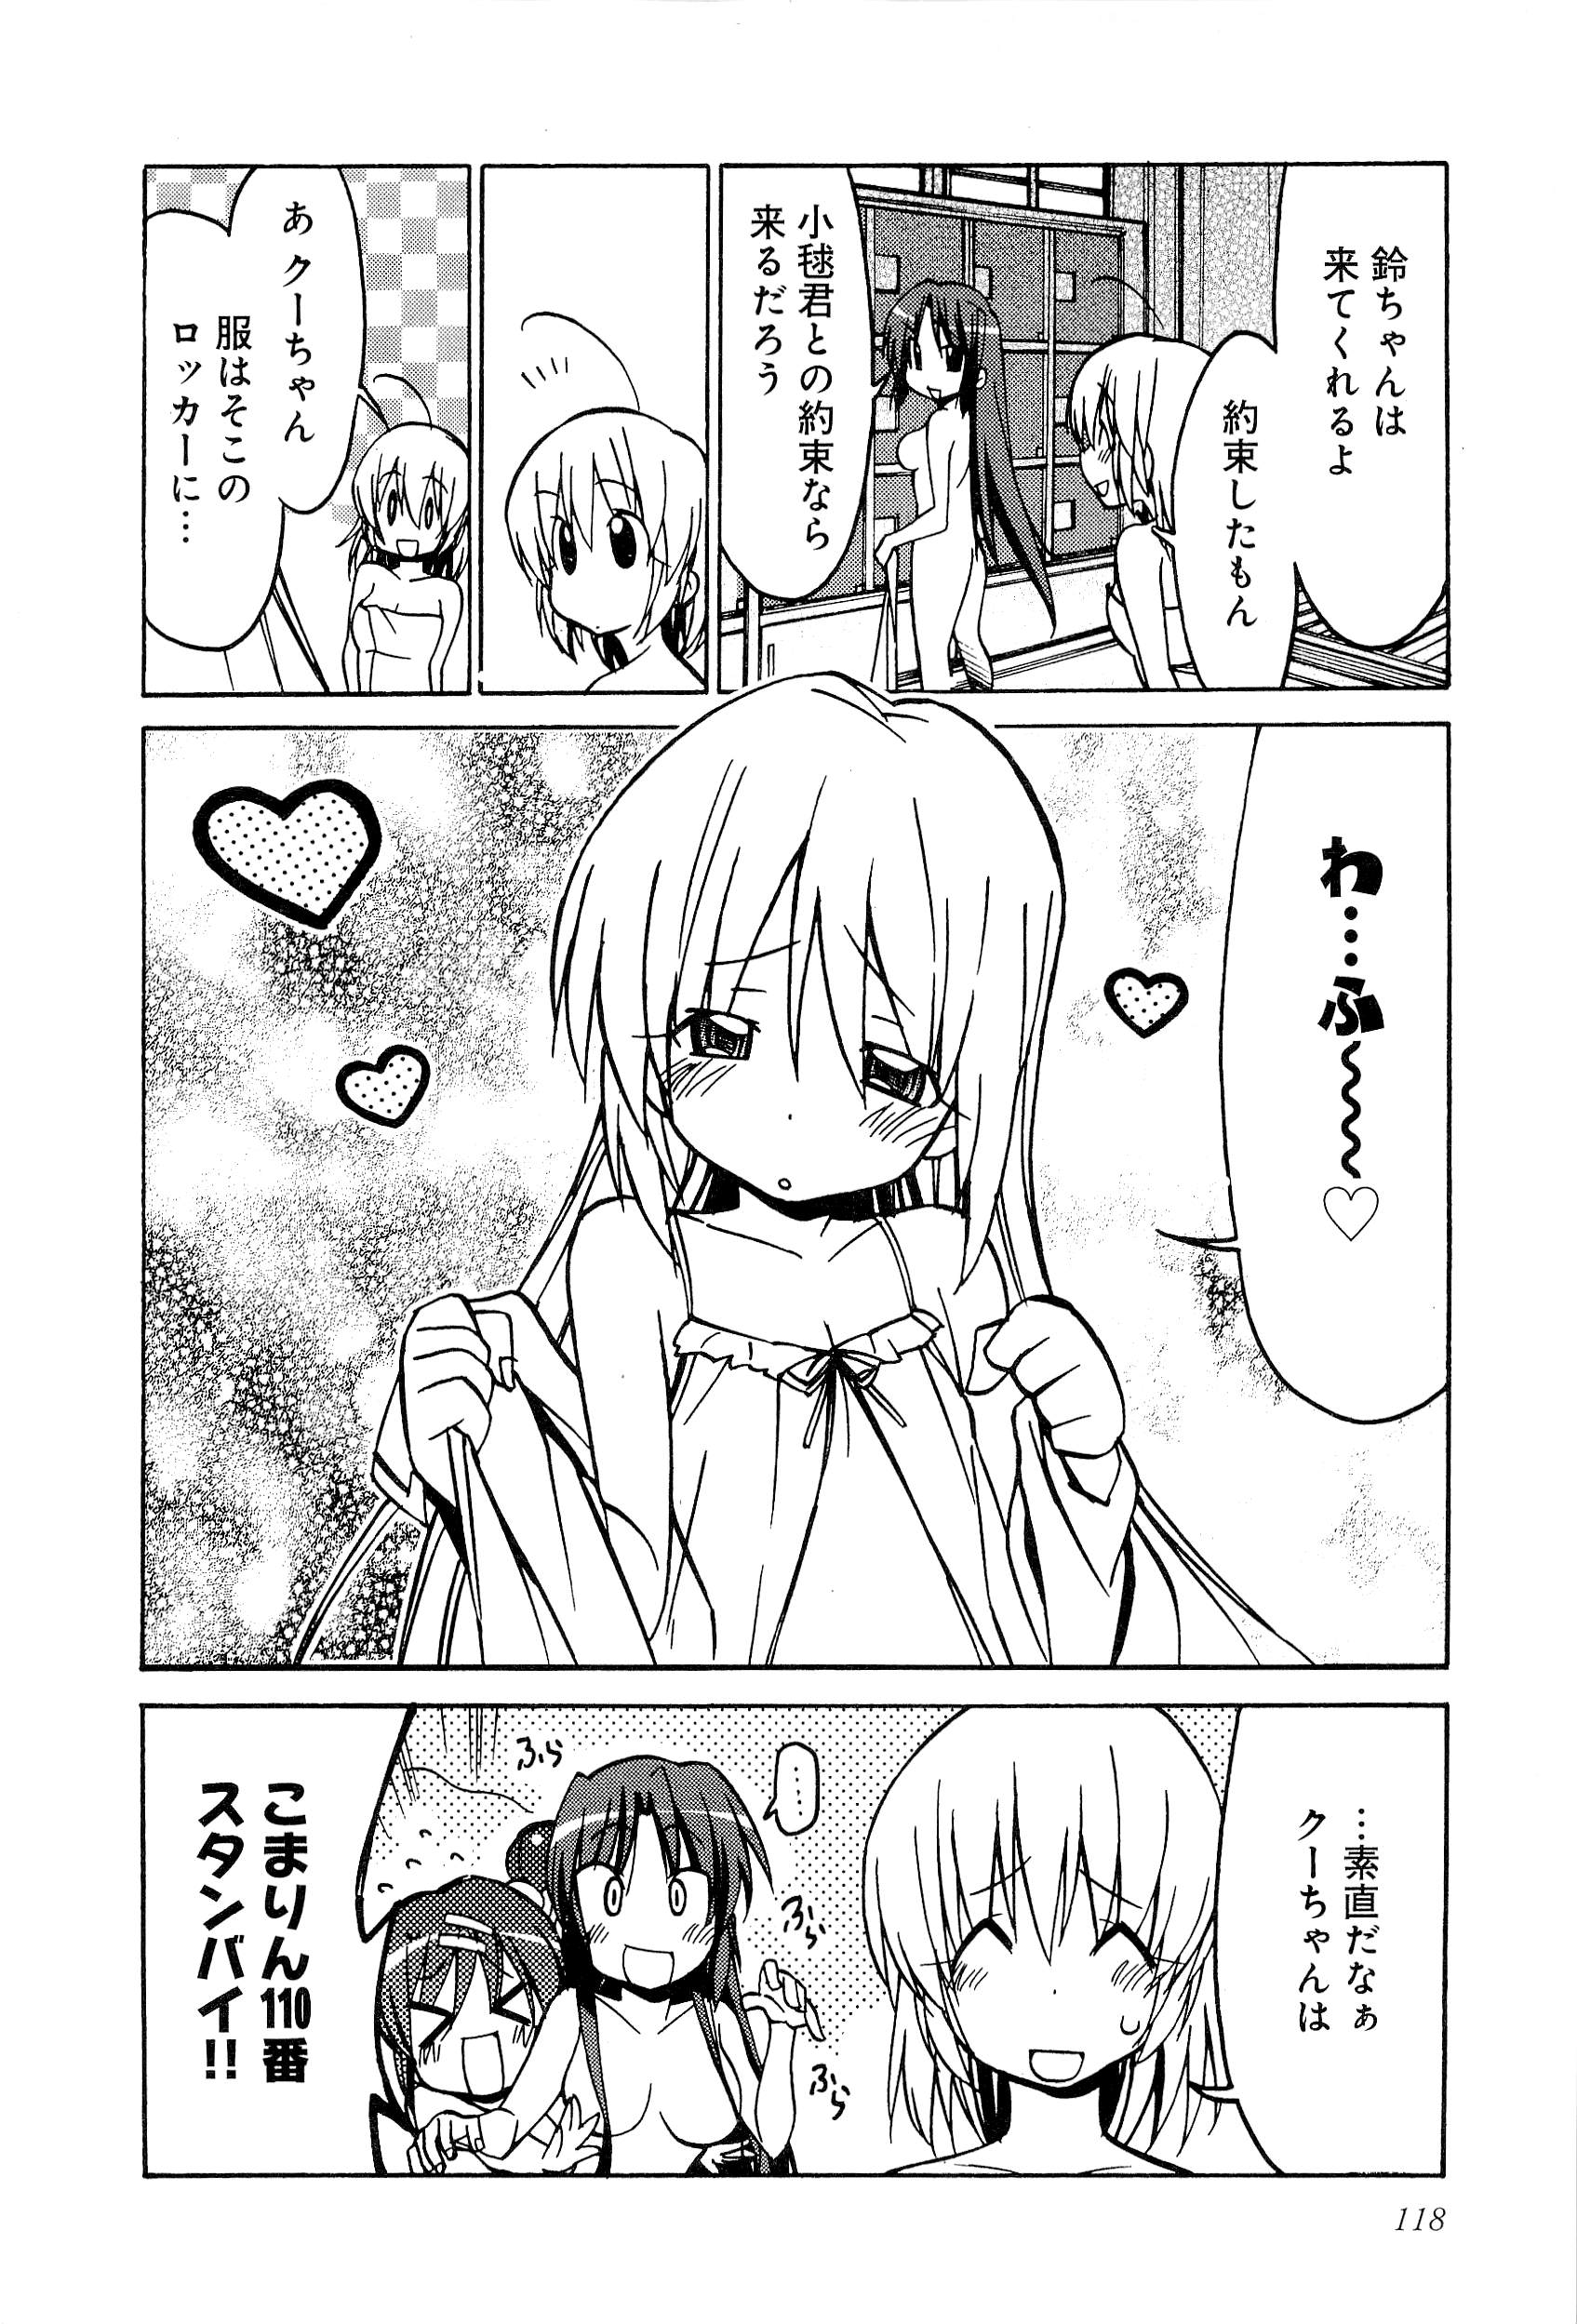 鈴ちゃんは
来てくれるよ
約束したもん
小毬君との約束なら
来るだろう
あ クーちゃん
服はそこの
ロッカーに…
わ…ふ～～～♡
…素直だなぁ
クーちゃんは
……
ふら
ふら
ふら
こまりん110番
スタンバイ!!
118